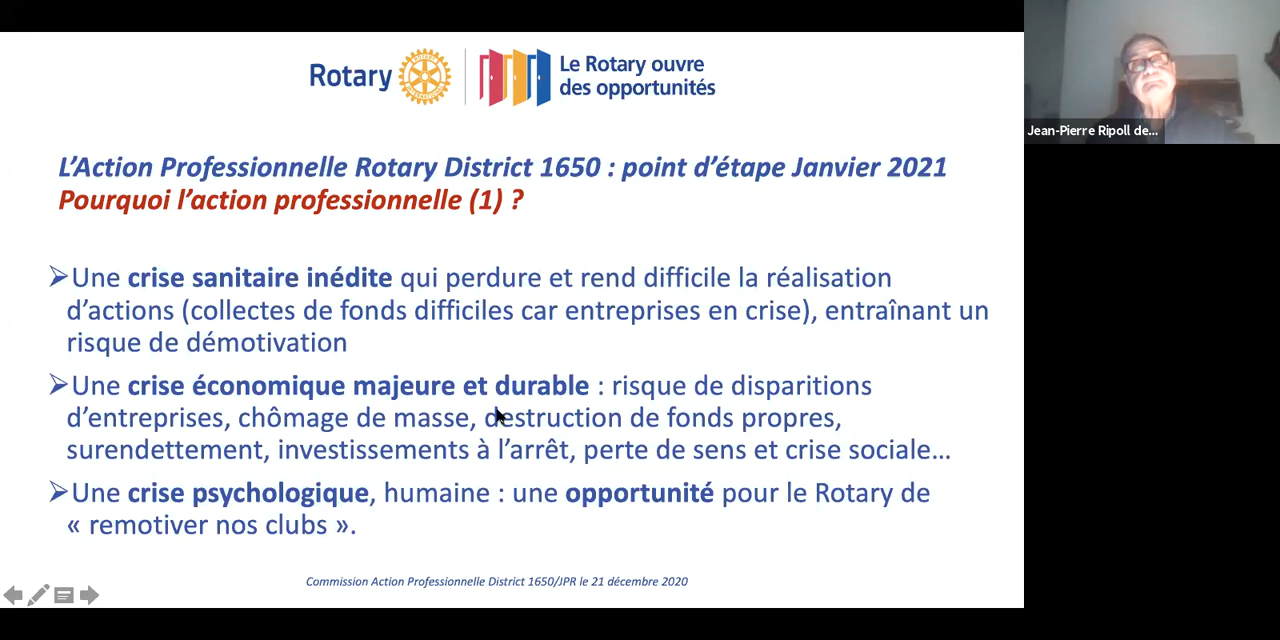 Rotary
Le Rotary ouvre
des opportunités
Jean-Pierre Ripoll de...
L'Action Professionnelle Rotary District 1650 : point d'étape Janvier 2021
Pourquoi l'action professionnelle (1) ?
➢Une crise sanitaire inédite qui perdure et rend difficile la réalisation
d'actions (collectes de fonds difficiles car entreprises en crise), entraînant un
risque de démotivation
➢Une crise économique majeure et durable : risque de disparitions
d'entreprises, chômage de masse, destruction de fonds propres,
surendettement, investissements à l'arrêt, perte de sens et crise sociale…
➢Une crise psychologique, humaine : une opportunité pour le Rotary de
« remotiver nos clubs ».
Commission Action Professionnelle District 1650/JPR le 21 décembre 2020